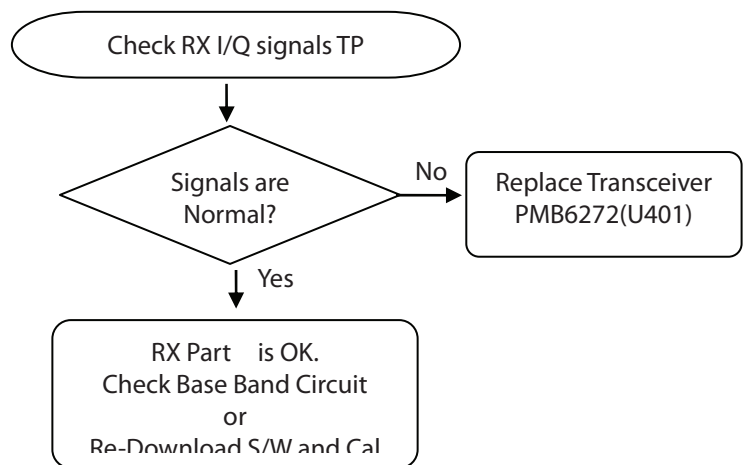 Check RX I/Q signals TP
Signals are
Normal?
No
Replace Transceiver
PMB6272(U401)
Yes
RX Part is OK.
Check Base Band Circuit
or
Re-Download S/W and Cal